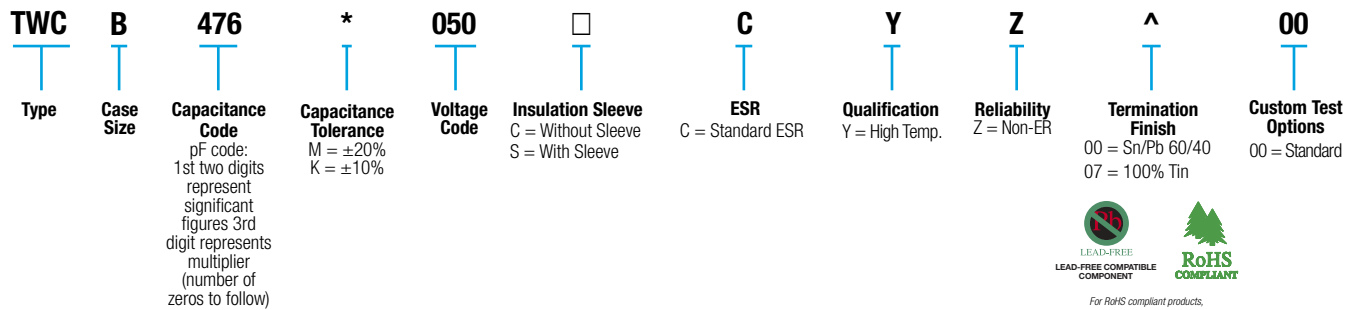 TWC B 476 * 050 □ C Y Z ^ 00
Type
Case
Size
Capacitance
Code
pF code:
1st two digits
represent
significant
figures 3rd
digit represents
multiplier
(number of
zeros to follow)
Capacitance
Tolerance
M = ±20%
K = ±10%
Voltage
Code
Insulation Sleeve
C = Without Sleeve
S = With Sleeve
ESR
C = Standard ESR
Qualification
Y = High Temp.
Reliability
Z = Non-ER
Termination
Finish
00 = Sn/Pb 60/40
07 = 100% Tin
Custom Test
Options
00 = Standard
Pb
LEAD-FREE
LEAD-FREE COMPATIBLE
COMPONENT
RoHS
COMPLIANT
For RoHS compliant products,